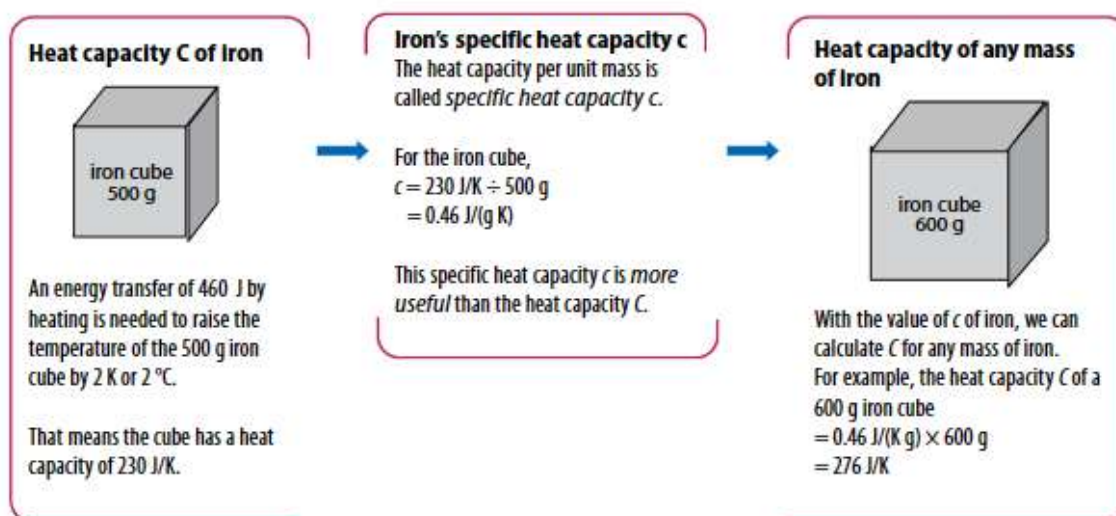 Heat capacity C of iron
iron cube
500 g
An energy transfer of 460 J by
heating is needed to raise the
temperature of the 500 g iron
cube by 2 K or 2 °C.
That means the cube has a heat
capacity of 230 J/K.
Iron's specific heat capacity c
The heat capacity per unit mass is
called specific heat capacity c.
For the iron cube,
c = 230 J/K ÷ 500 g
= 0.46 J/(g K)
This specific heat capacity c is more
useful than the heat capacity C.
Heat capacity of any mass
of iron
iron cube
600 g
With the value of c of iron, we can
calculate C for any mass of iron.
For example, the heat capacity C of a
600 g iron cube
= 0.46 J/(K g) × 600 g
= 276 J/K